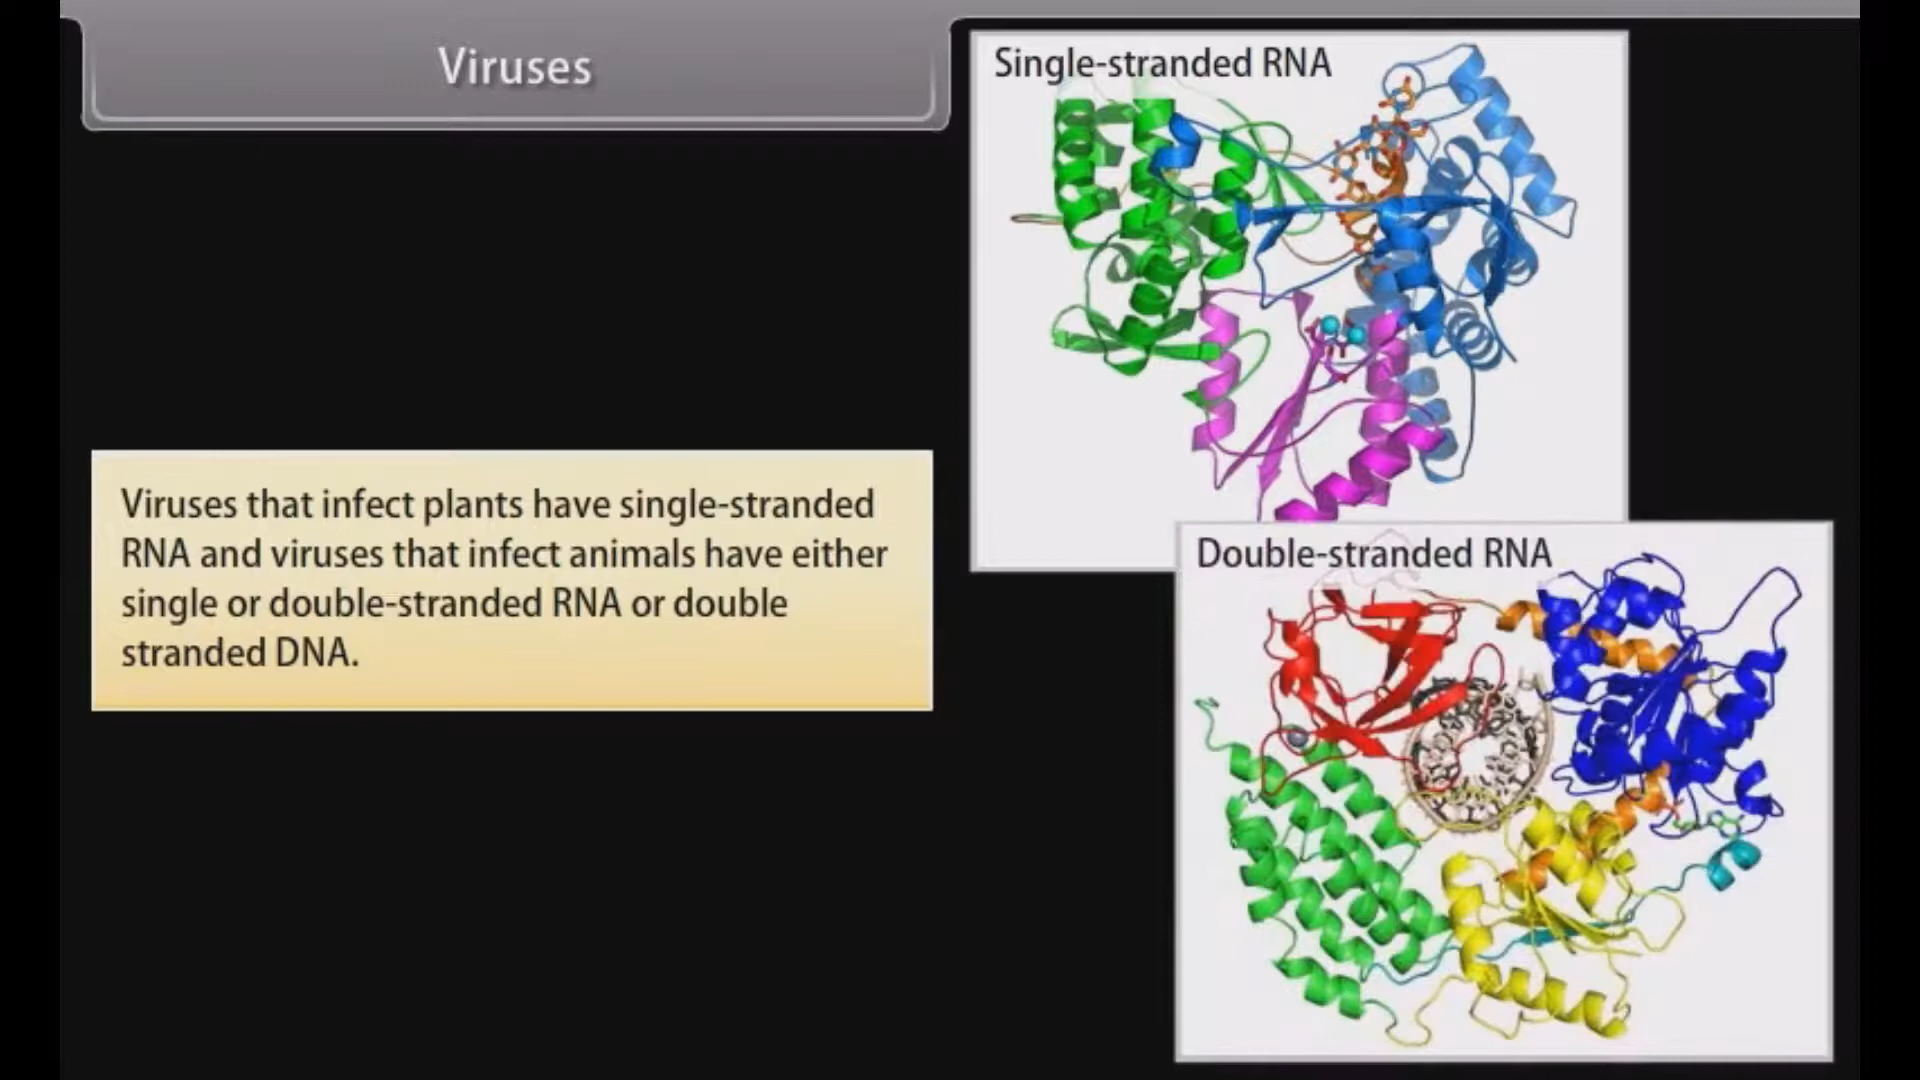 Viruses
Single-stranded RNA
Viruses that infect plants have single-stranded
RNA and viruses that infect animals have either
single or double-stranded RNA or double
stranded DNA.
Double-stranded RNA